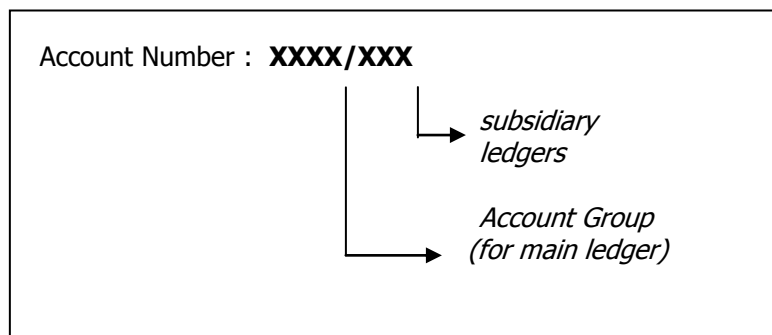 Account Number : XXXX/XXX
subsidiary
ledgers
Account Group
(for main ledger)